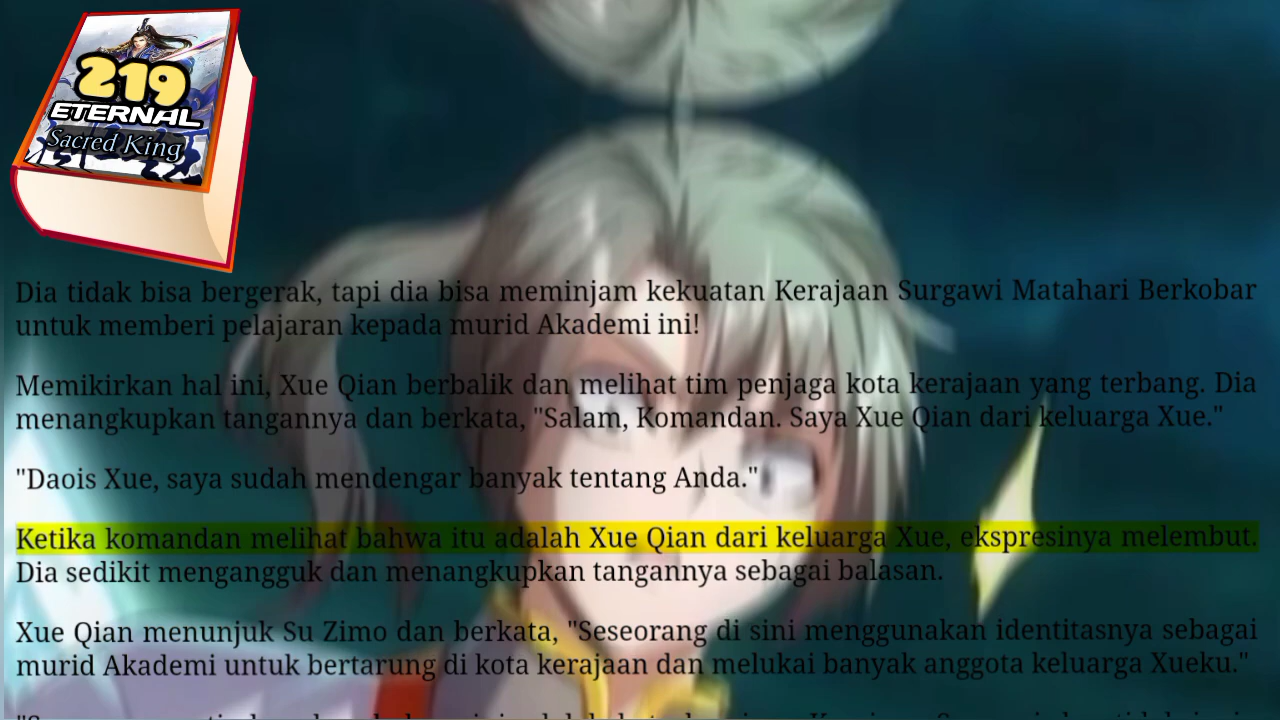 219
ETERNAL
Sacred King
Dia tidak bisa bergerak, tapi dia bisa meminjam kekuatan Kerajaan Surgawi Matahari Berkobar
untuk memberi pelajaran kepada murid Akademi ini!
Memikirkan hal ini, Xue Qian berbalik dan melihat tim penjaga kota kerajaan yang terbang. Dia
menangkupkan tangannya dan berkata, "Salam, Komandan. Saya Xue Qian dari keluarga Xue."
"Daois Xue, saya sudah mendengar banyak tentang Anda."
Ketika komandan melihat bahwa itu adalah Xue Qian dari keluarga Xue, ekspresinya melembut.
Dia sedikit mengangguk dan menangkupkan tangannya sebagai balasan.
Xue Qian menunjuk Su Zimo dan berkata, "Seseorang di sini menggunakan identitasnya sebagai
murid Akademi untuk bertarung di kota kerajaan dan melukai banyak anggota keluarga Xueku."